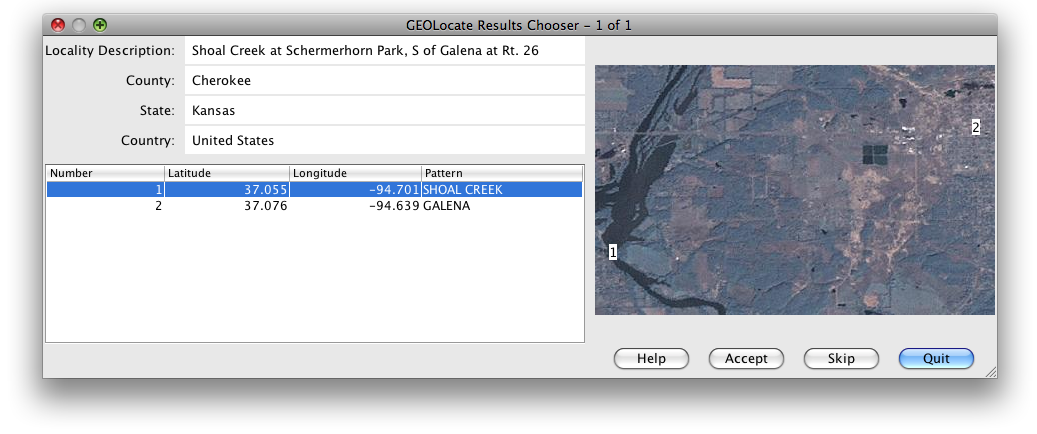 GEOLocate Results Chooser - 1 of 1
Locality Description: Shoal Creek at Schermerhorn Park, S of Galena at Rt. 26
County: Cherokee
State: Kansas
Country: United States
Number Latitude Longitude Pattern
1 37.055 -94.701 SHOAL CREEK
2 37.076 -94.639 GALENA
2
1
Help Accept Skip Quit